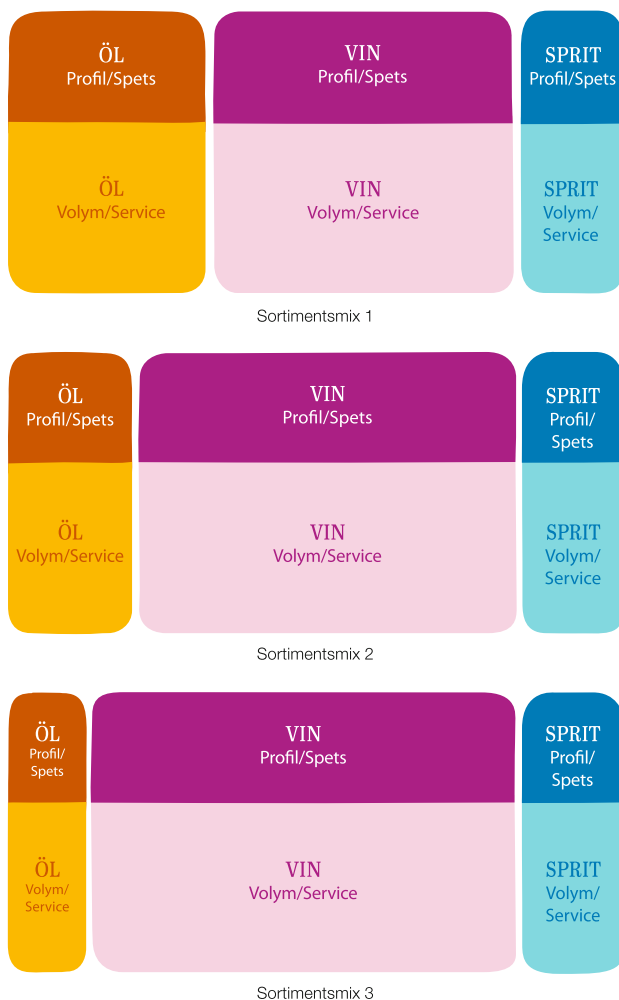 ÖL
Profil/Spets
VIN
Profil/Spets
SPRIT
Profil/Spets
ÖL
Volym/Service
VIN
Volym/Service
SPRIT
Volym/
Service
Sortimentsmix 1
ÖL
Profil/Spets
VIN
Profil/Spets
SPRIT
Profil/
Spets
ÖL
Volym/Service
VIN
Volym/Service
SPRIT
Volym/
Service
Sortimentsmix 2
ÖL
Profil/
Spets
VIN
Profil/Spets
SPRIT
Profil/
Spets
ÖL
Volym/
Service
VIN
Volym/Service
SPRIT
Volym/
Service
Sortimentsmix 3